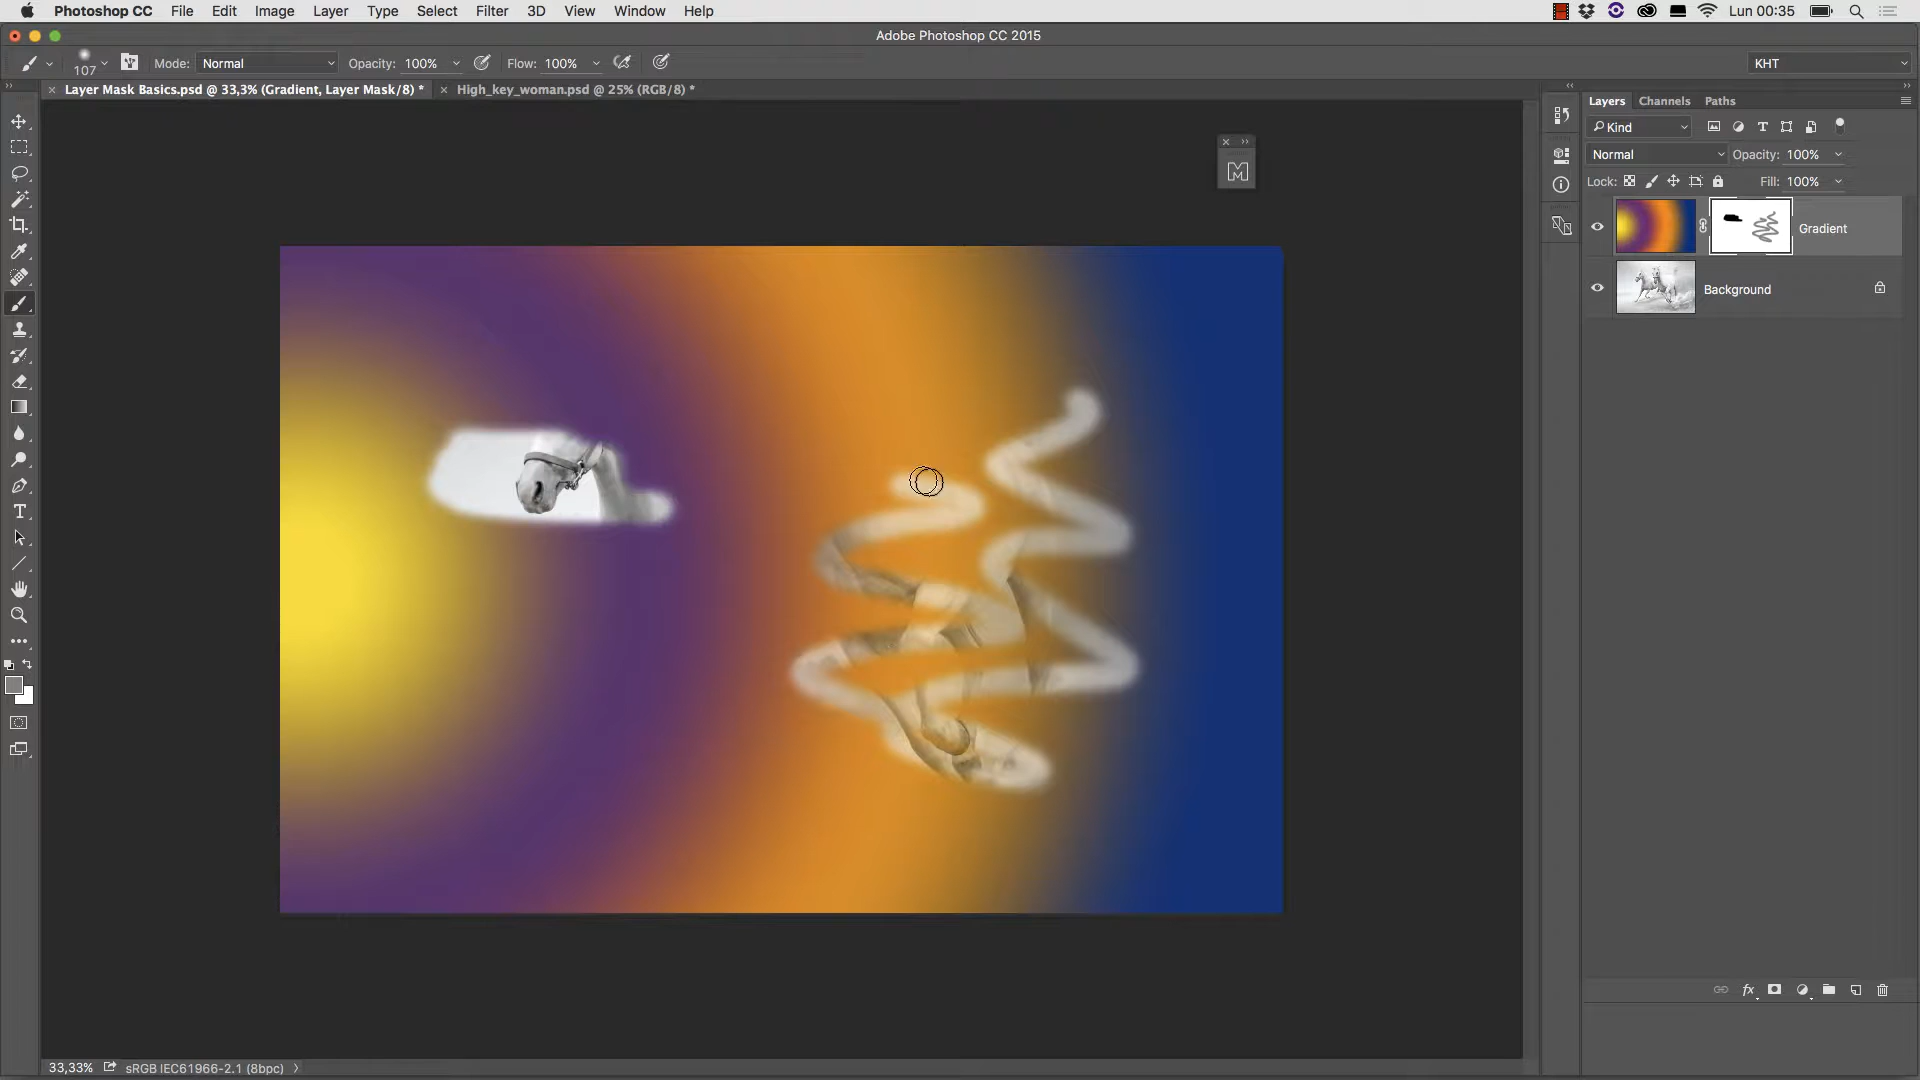 Photoshop CC File Edit Image Layer Type Select Filter 3D View Window Help Lun 00:35
Adobe Photoshop CC 2015
107 Mode: Normal Opacity: 100% Flow: 100% KHT
Layer Mask Basics.psd @ 33,3% (Gradient, Layer Mask/8) * High_key_woman.psd @ 25% (RGB/8) *
Layers Channels Paths
Kind
Normal Opacity: 100%
Lock: Fill: 100%
Gradient
Background
fx
33,33% sRGB IEC61966-2.1 (8bpc)